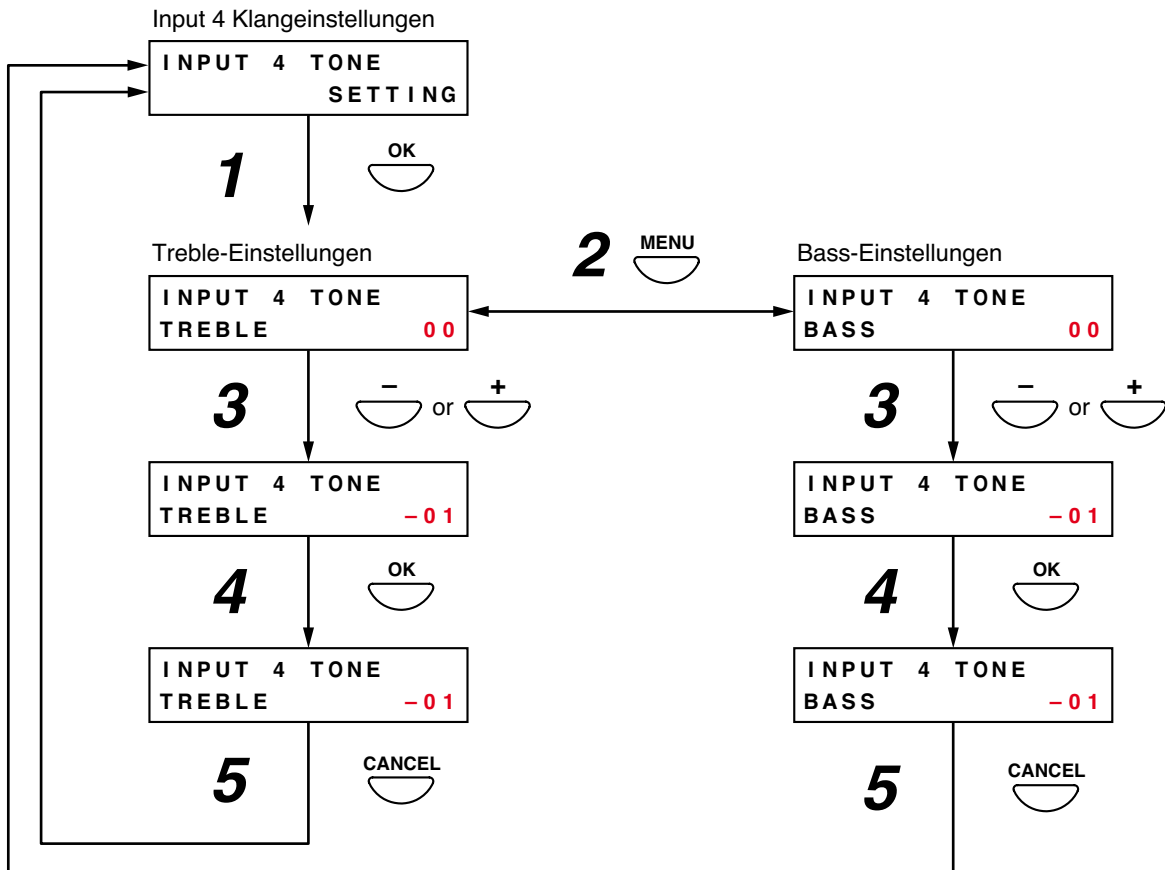 Input 4 Klangeinstellungen
INPUT 4 TONE
SETTING
1
OK
Treble-Einstellungen
2 MENU
Bass-Einstellungen
INPUT 4 TONE
TREBLE 00
INPUT 4 TONE
BASS 00
3
– or +
3
– or +
INPUT 4 TONE
TREBLE –01
INPUT 4 TONE
BASS –01
4
OK
4
OK
INPUT 4 TONE
TREBLE –01
INPUT 4 TONE
BASS –01
5
CANCEL
5
CANCEL